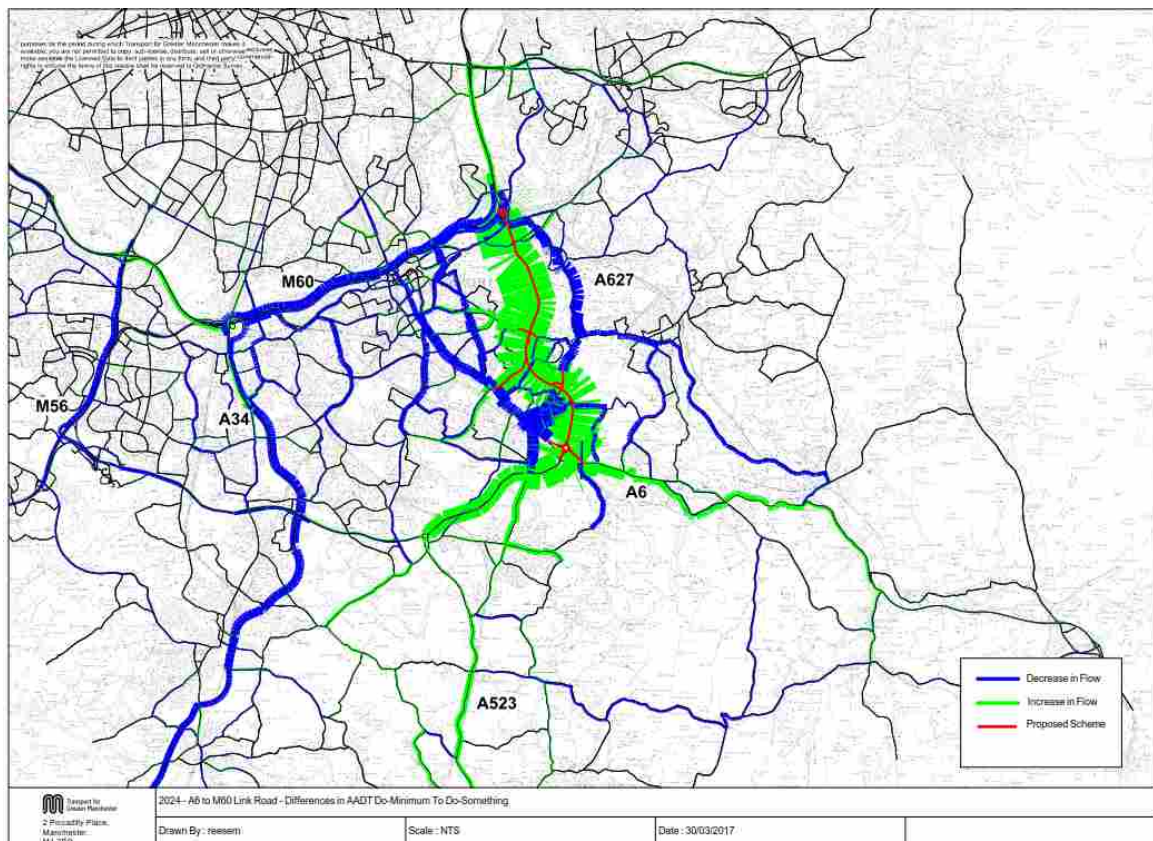 purposes for the period during which Transport for Greater Manchester makes it
available; you are not permitted to copy, sub-license, distribute, sell or otherwise
make available the Licensed Data to third parties in any form; and third party
rights to enforce the terms of this licence shall be reserved to Ordnance Survey
M60
A627
M56
A34
A6
A523
Decrease in Flow
Increase in Flow
Proposed Scheme
Transport for
Greater Manchester
2 Piccadilly Place,
Manchester
2024 - A6 to M60 Link Road - Differences in AADT Do-Minimum To Do-Something
Drawn By : reesem
Scale : NTS
Date : 30/03/2017